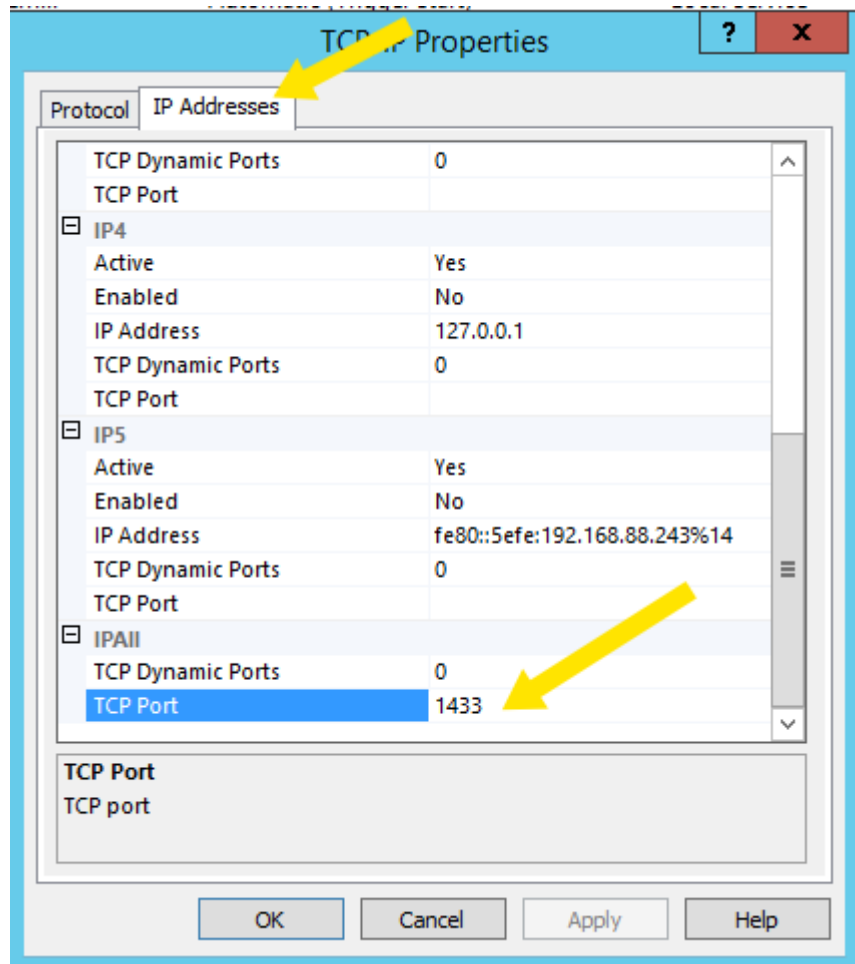 TCP IP Properties
? x
Protocol IP Addresses
TCP Dynamic Ports 0
TCP Port
IP4
Active Yes
Enabled No
IP Address 127.0.0.1
TCP Dynamic Ports 0
TCP Port
IP5
Active Yes
Enabled No
IP Address fe80::5efe:192.168.88.243%14
TCP Dynamic Ports 0
TCP Port
IPAll
TCP Dynamic Ports 0
TCP Port 1433
TCP Port
TCP port
OK Cancel Apply Help